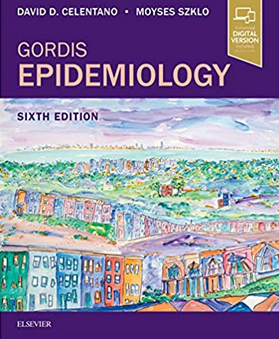 DAVID D. CELENTANO • MOYSES SZKLO
DIGITAL
VERSION
GORDIS
EPIDEMIOLOGY
SIXTH EDITION
ELSEVIER